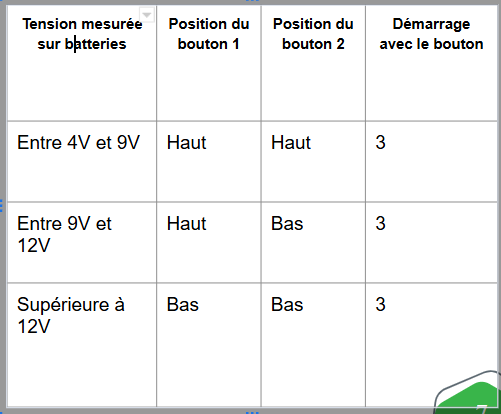 Tension mesurée
sur batteries
Position du
bouton 1
Position du
bouton 2
Démarrage
avec le bouton
Entre 4V et 9V
Haut
Haut
3
Entre 9V et
12V
Haut
Bas
3
Supérieure à
12V
Bas
Bas
3
7